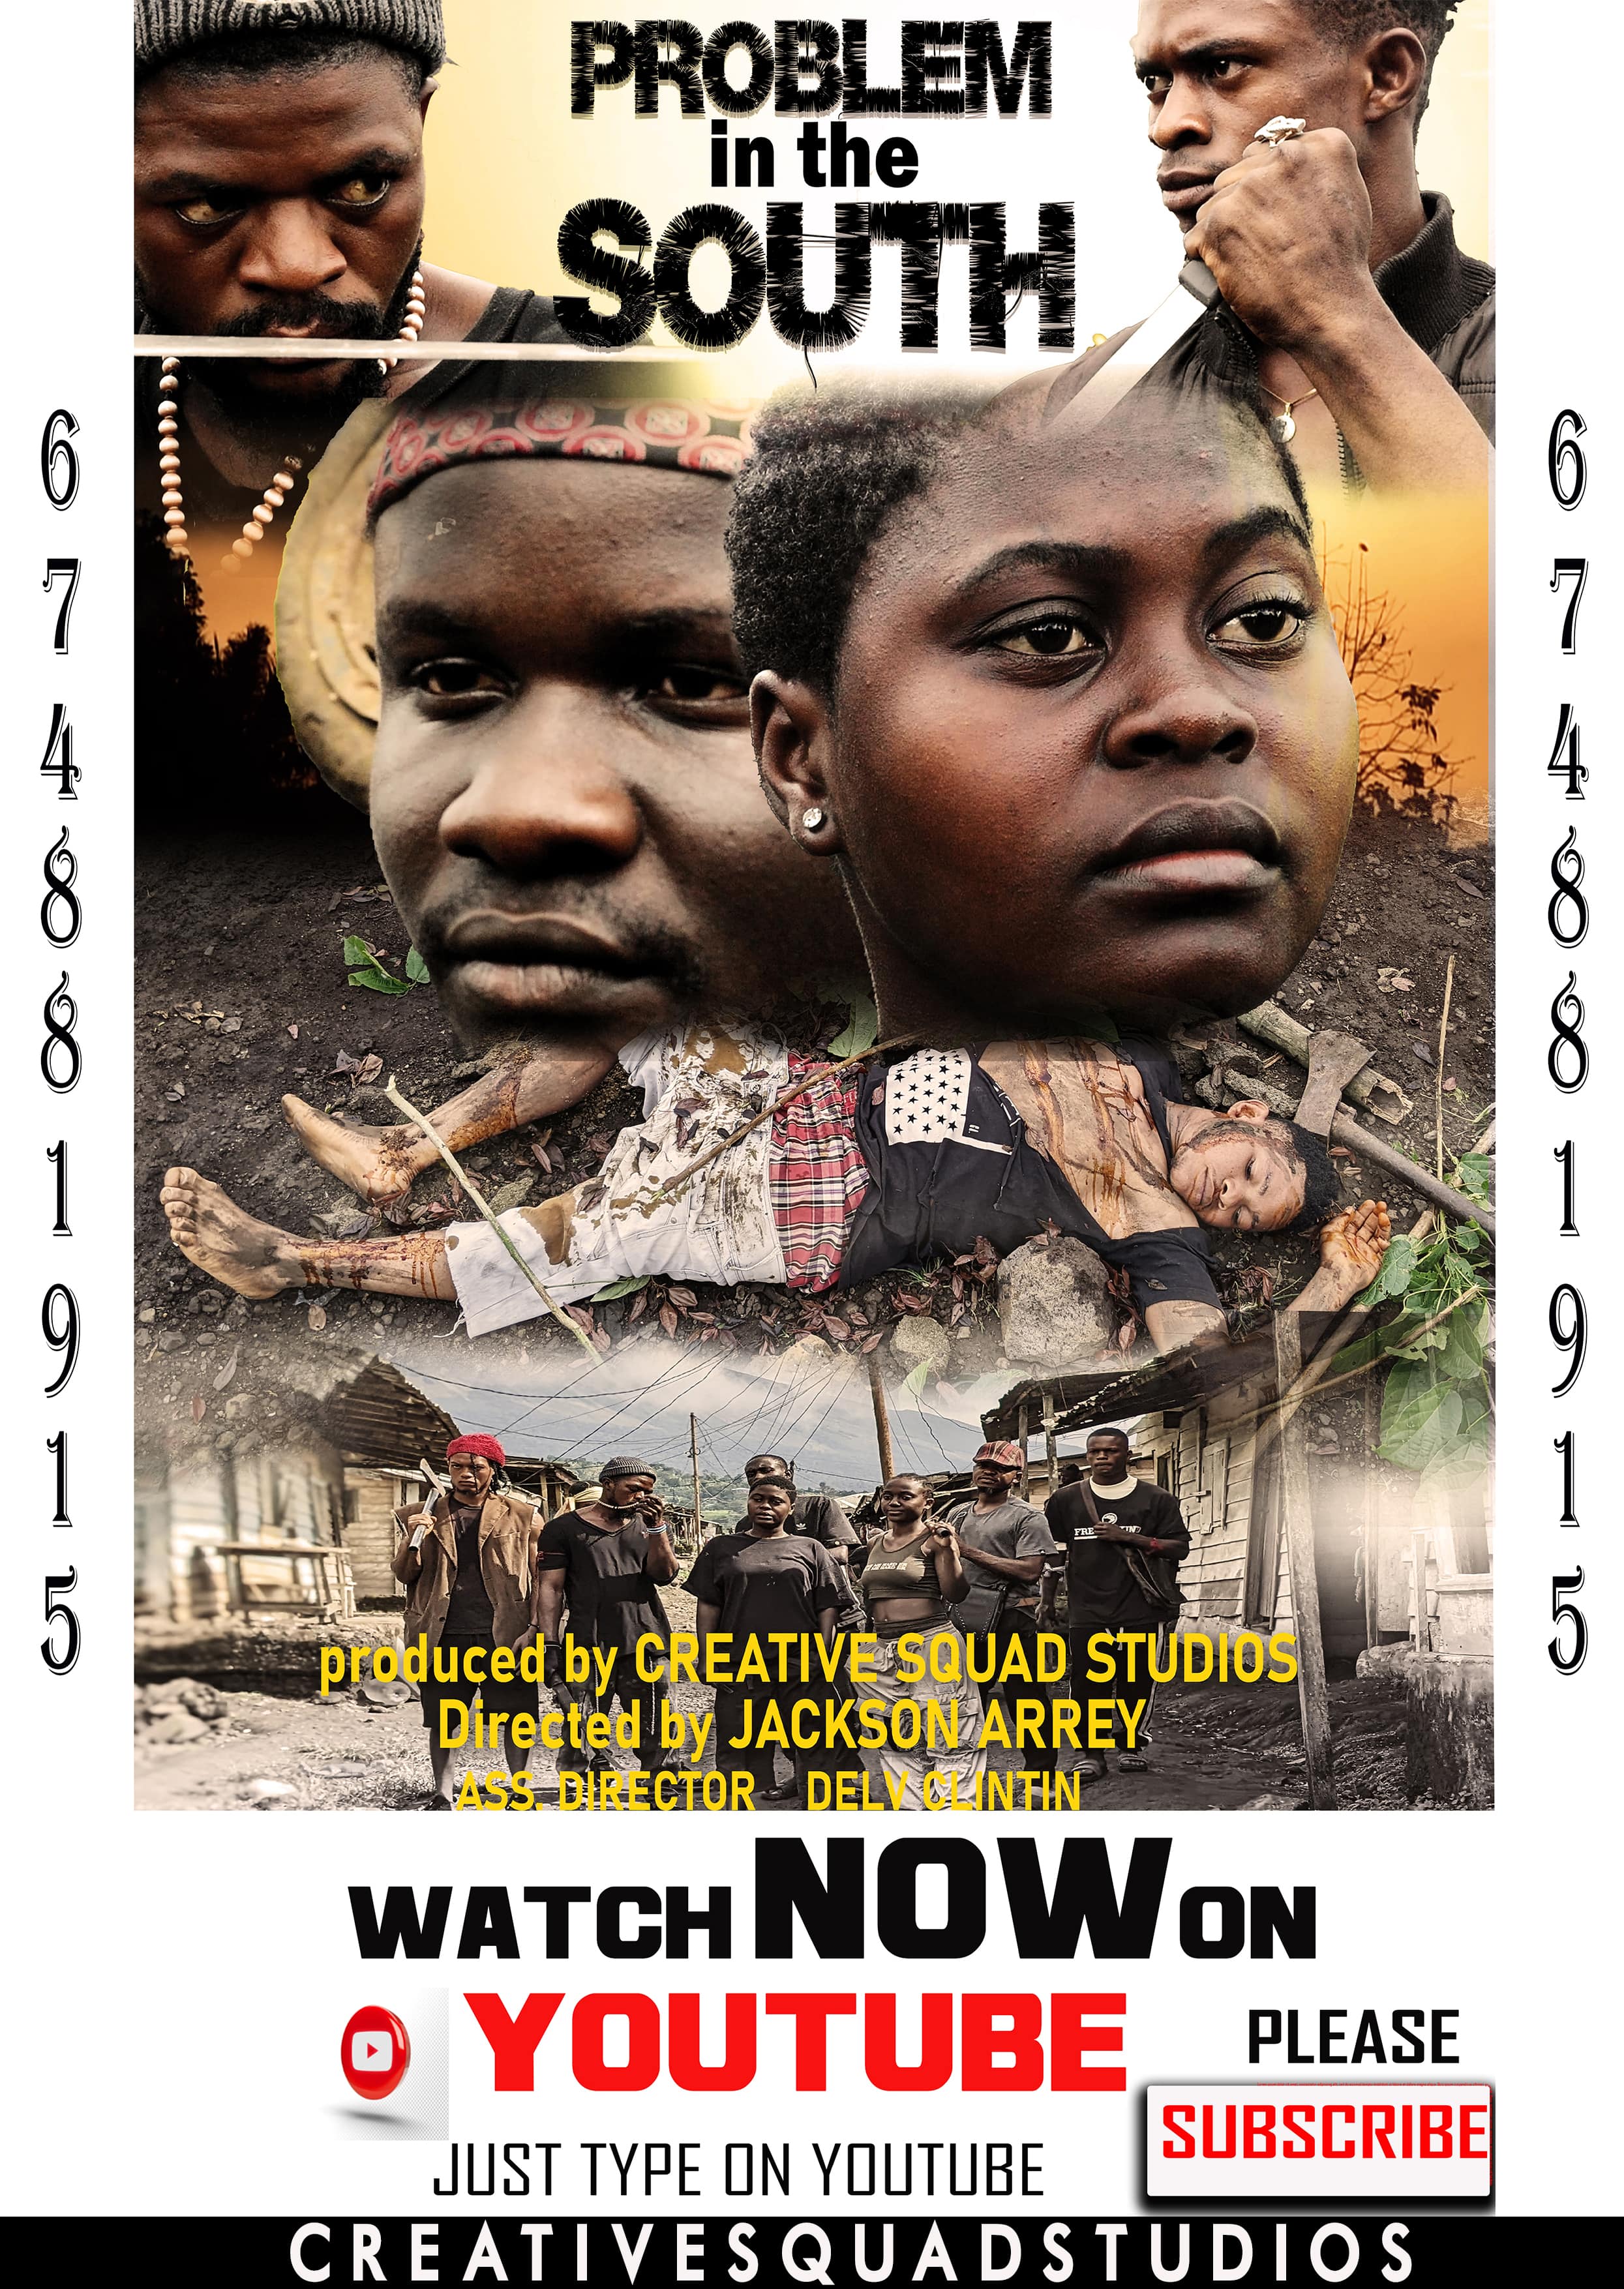 PROBLEM
in the
SOUTH
6
7
4
8
8
1
9
1
5
6
7
4
8
8
1
9
1
5
produced by CREATIVE SQUAD STUDIOS
Directed by JACKSON ARREY
ASS. DIRECTOR DELV CLINTIN
WATCH NOW ON
YOUTUBE
PLEASE
SUBSCRIBE
JUST TYPE ON YOUTUBE
CREATIVESQUADSTUDIOS